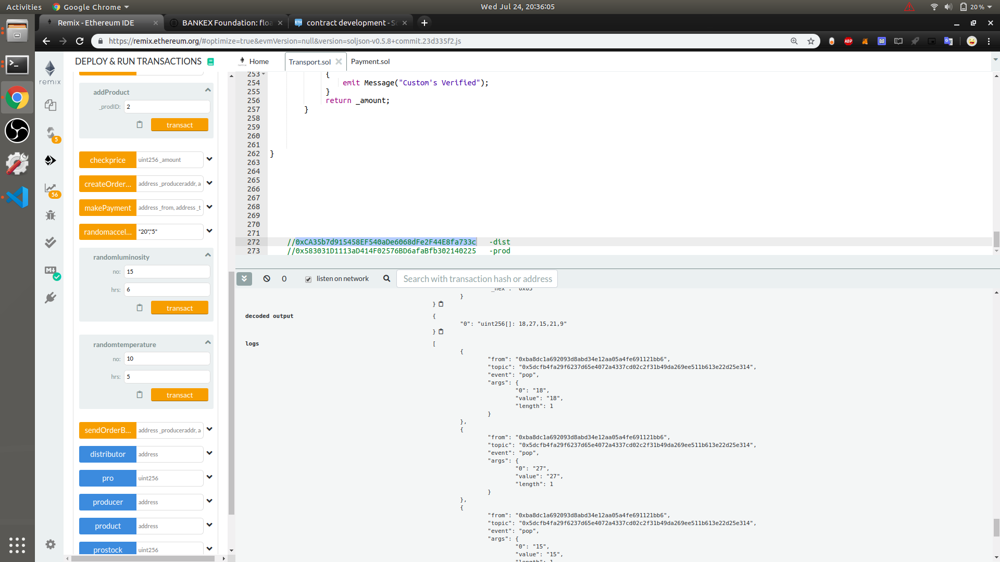 Activities
Google Chrome
Wed Jul 24, 20:36:05
20 %
Remix - Ethereum IDE
BANKEX Foundation: floa
contract development - So
https://remix.ethereum.org/#optimize=true&evmVersion=null&version=soljson-v0.5.8+commit.23d335f2.js
ABP
remix
DEPLOY & RUN TRANSACTIONS
Home
Transport.sol
Payment.sol
5
56
addProduct
_prodID:
2
transact
checkprice
uint256 _amount
createOrder...
address _produceraddr, a
makePayment
address _from, address _t
randomaccel...
"20","5"
randomluminosity
no:
15
hrs:
6
transact
randomtemperature
no:
10
hrs:
5
transact
sendOrderB...
address _produceraddr, a
distributor
address
pro
uint256
producer
address
product
address
prostock
uint256
253 {
254 emit Message("Custom's Verified");
255 }
256 return _amount;
257 }
258
259
260
261
262 }
263
264
265
266
267
268
269
270
271
272 //0xCA35b7d915458EF540aDe6068dFe2F44E8fa733c -dist
273 //0x583031D1113aD414F02576BD6afaBfb302140225 -prod
0
listen on network
Search with transaction hash or address
"_hex": "0x05"
}
}
decoded output
{
"0": "uint256[]: 18,27,15,21,9"
}
logs
[
{
"from": "0xba8dc1a692093d8abd34e12aa05a4fe691121bb6",
"topic": "0x5dcfb4fa29f6237d65e4072a4337cd02c2f31b49da269ee511b613e22d25e314",
"event": "pop",
"args": {
"0": "18",
"value": "18",
"length": 1
}
},
{
"from": "0xba8dc1a692093d8abd34e12aa05a4fe691121bb6",
"topic": "0x5dcfb4fa29f6237d65e4072a4337cd02c2f31b49da269ee511b613e22d25e314",
"event": "pop",
"args": {
"0": "27",
"value": "27",
"length": 1
}
},
{
"from": "0xba8dc1a692093d8abd34e12aa05a4fe691121bb6",
"topic": "0x5dcfb4fa29f6237d65e4072a4337cd02c2f31b49da269ee511b613e22d25e314",
"event": "pop",
"args": {
"0": "15",
"value": "15",
"length": 1